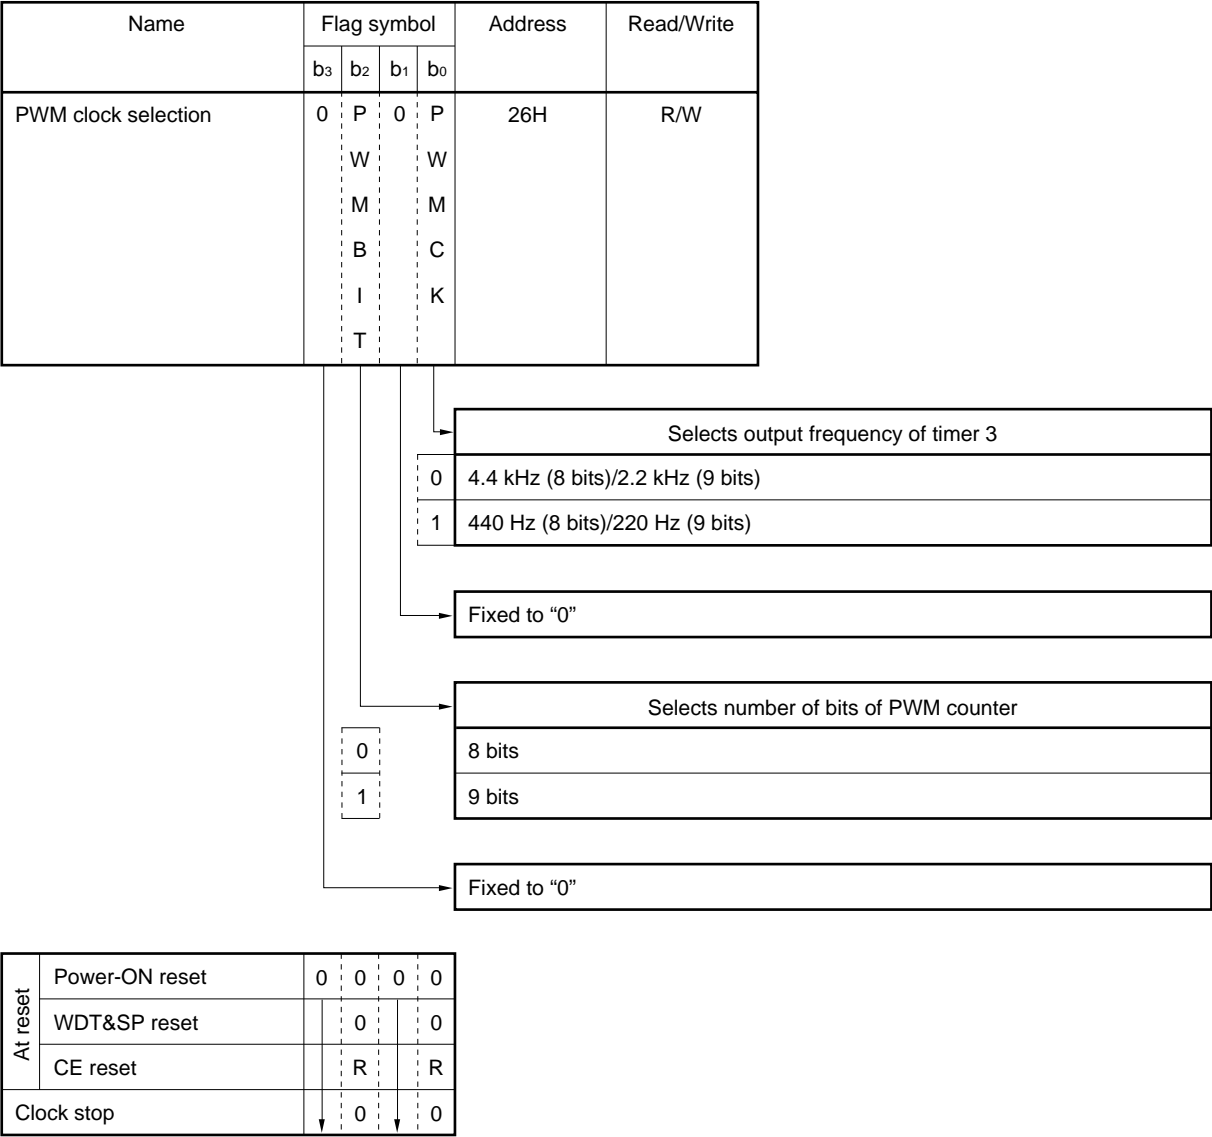 Name Flag symbol Address Read/Write
b3 b2 b1 b0
PWM clock selection 0 P 0 P 26H R/W
W W
M M
B C
I K
T
Selects output frequency of timer 3
0 4.4 kHz (8 bits)/2.2 kHz (9 bits)
1 440 Hz (8 bits)/220 Hz (9 bits)
Fixed to “0”
Selects number of bits of PWM counter
0 8 bits
1 9 bits
Fixed to “0”
At reset
Power-ON reset 0 0 0 0
WDT&SP reset 0 0
CE reset R R
Clock stop 0 0